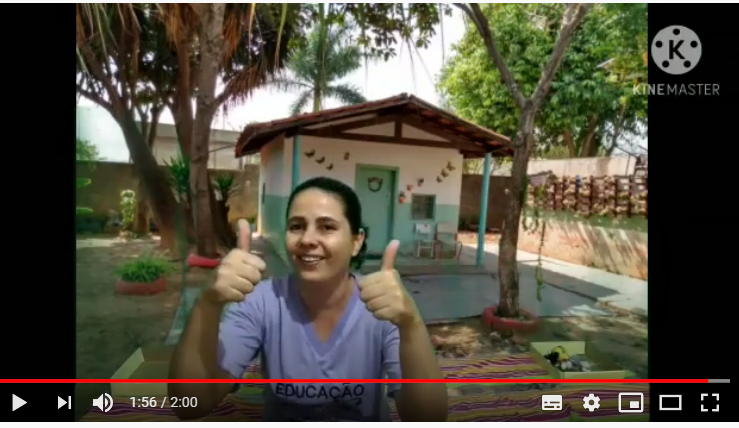 K
KINEMASTER
EDUCAÇÃO
1:56 / 2:00